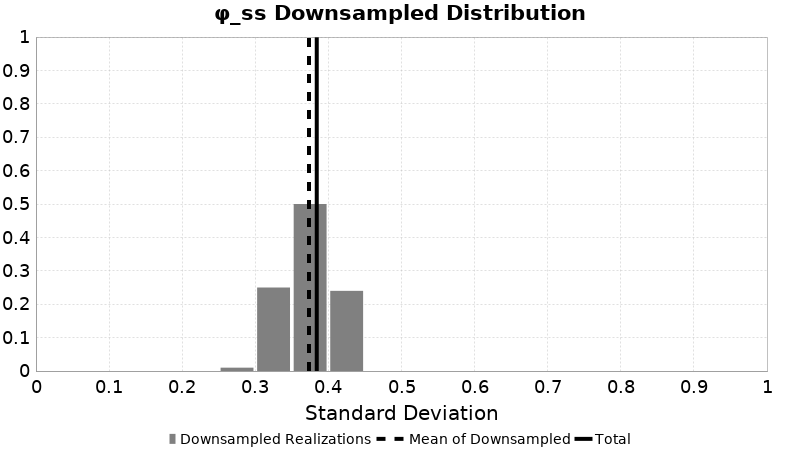 φ_ss Downsampled Distribution
1
0.9
0.8
0.7
0.6
0.5
0.4
0.3
0.2
0.1
0
0 0.1 0.2 0.3 0.4 0.5 0.6 0.7 0.8 0.9 1
Standard Deviation
Downsampled Realizations Mean of Downsampled Total